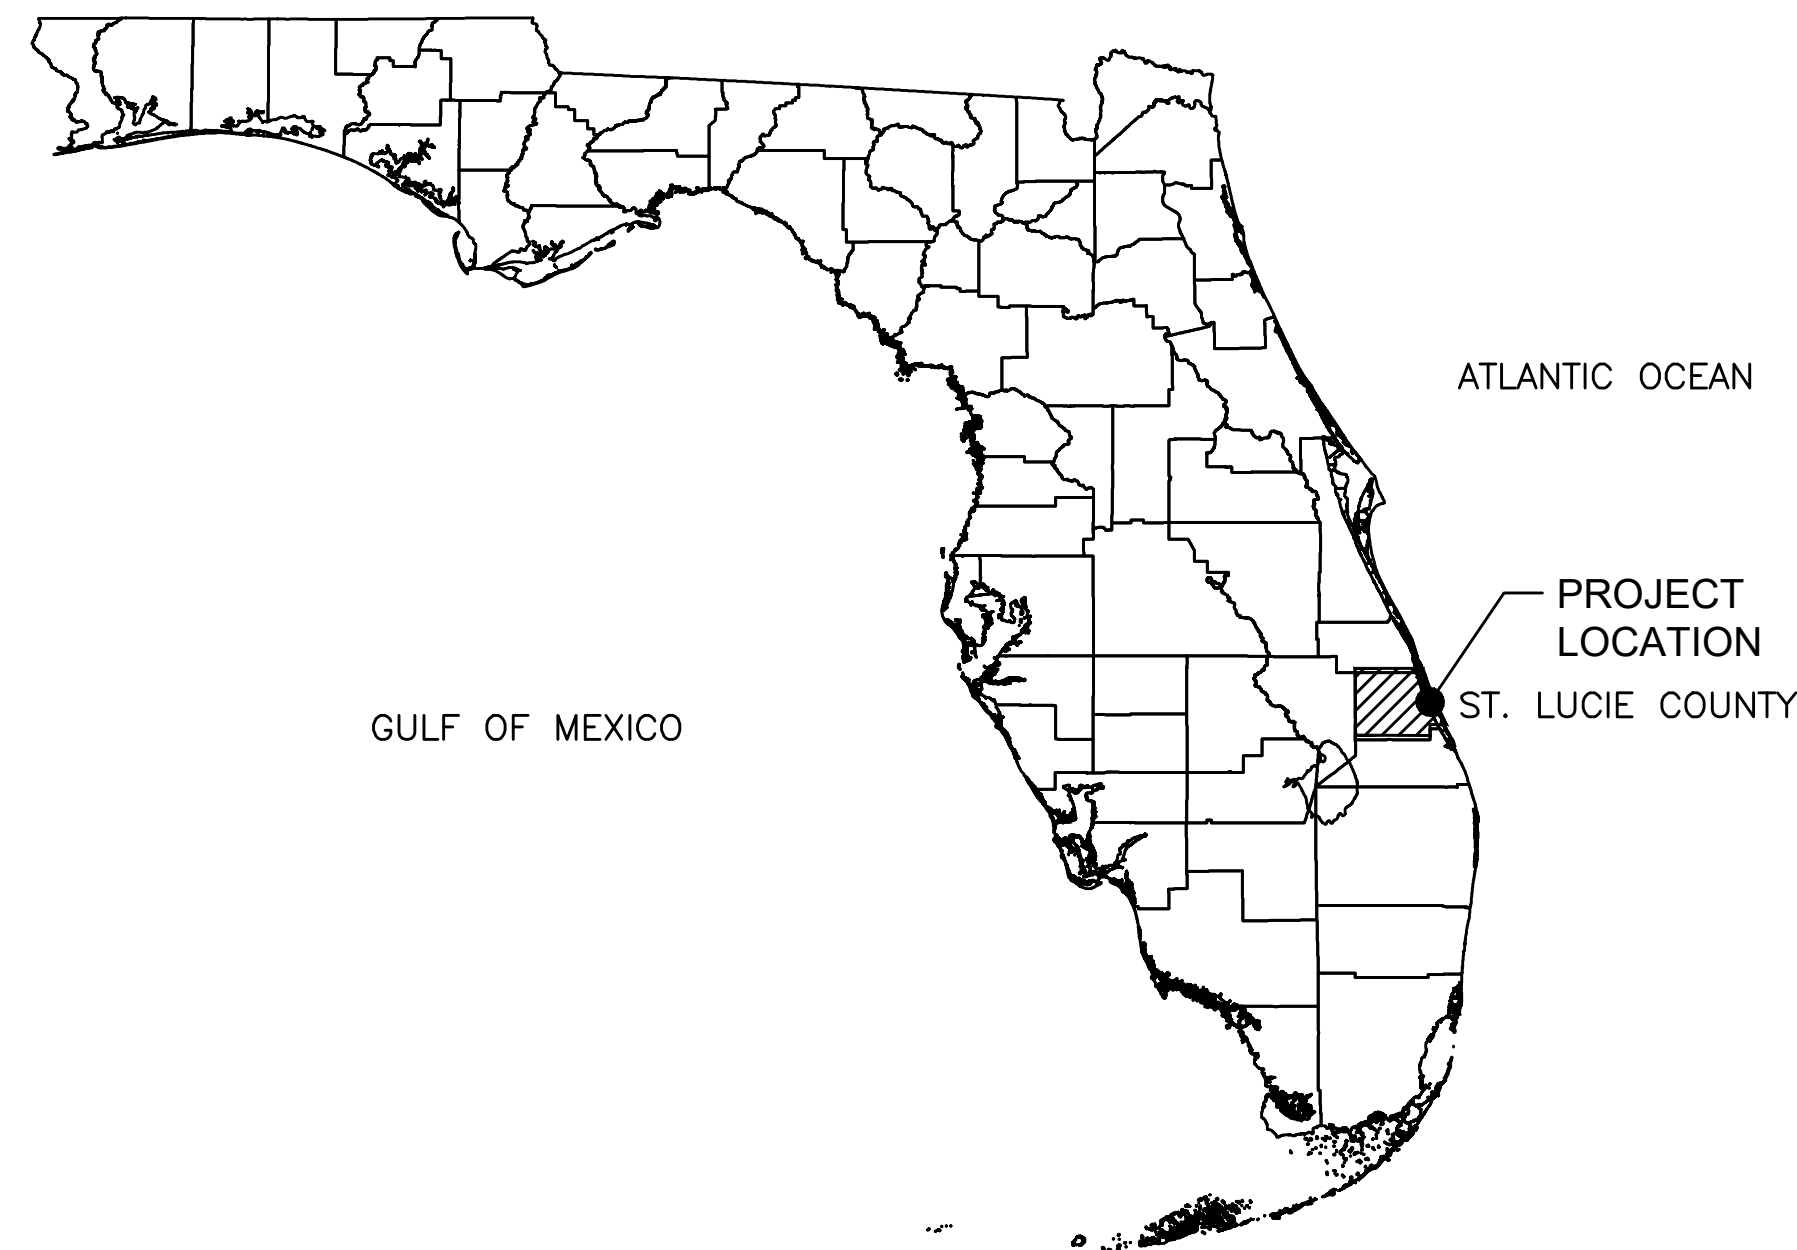 ATLANTIC OCEAN
PROJECT
LOCATION
ST. LUCIE COUNTY
GULF OF MEXICO